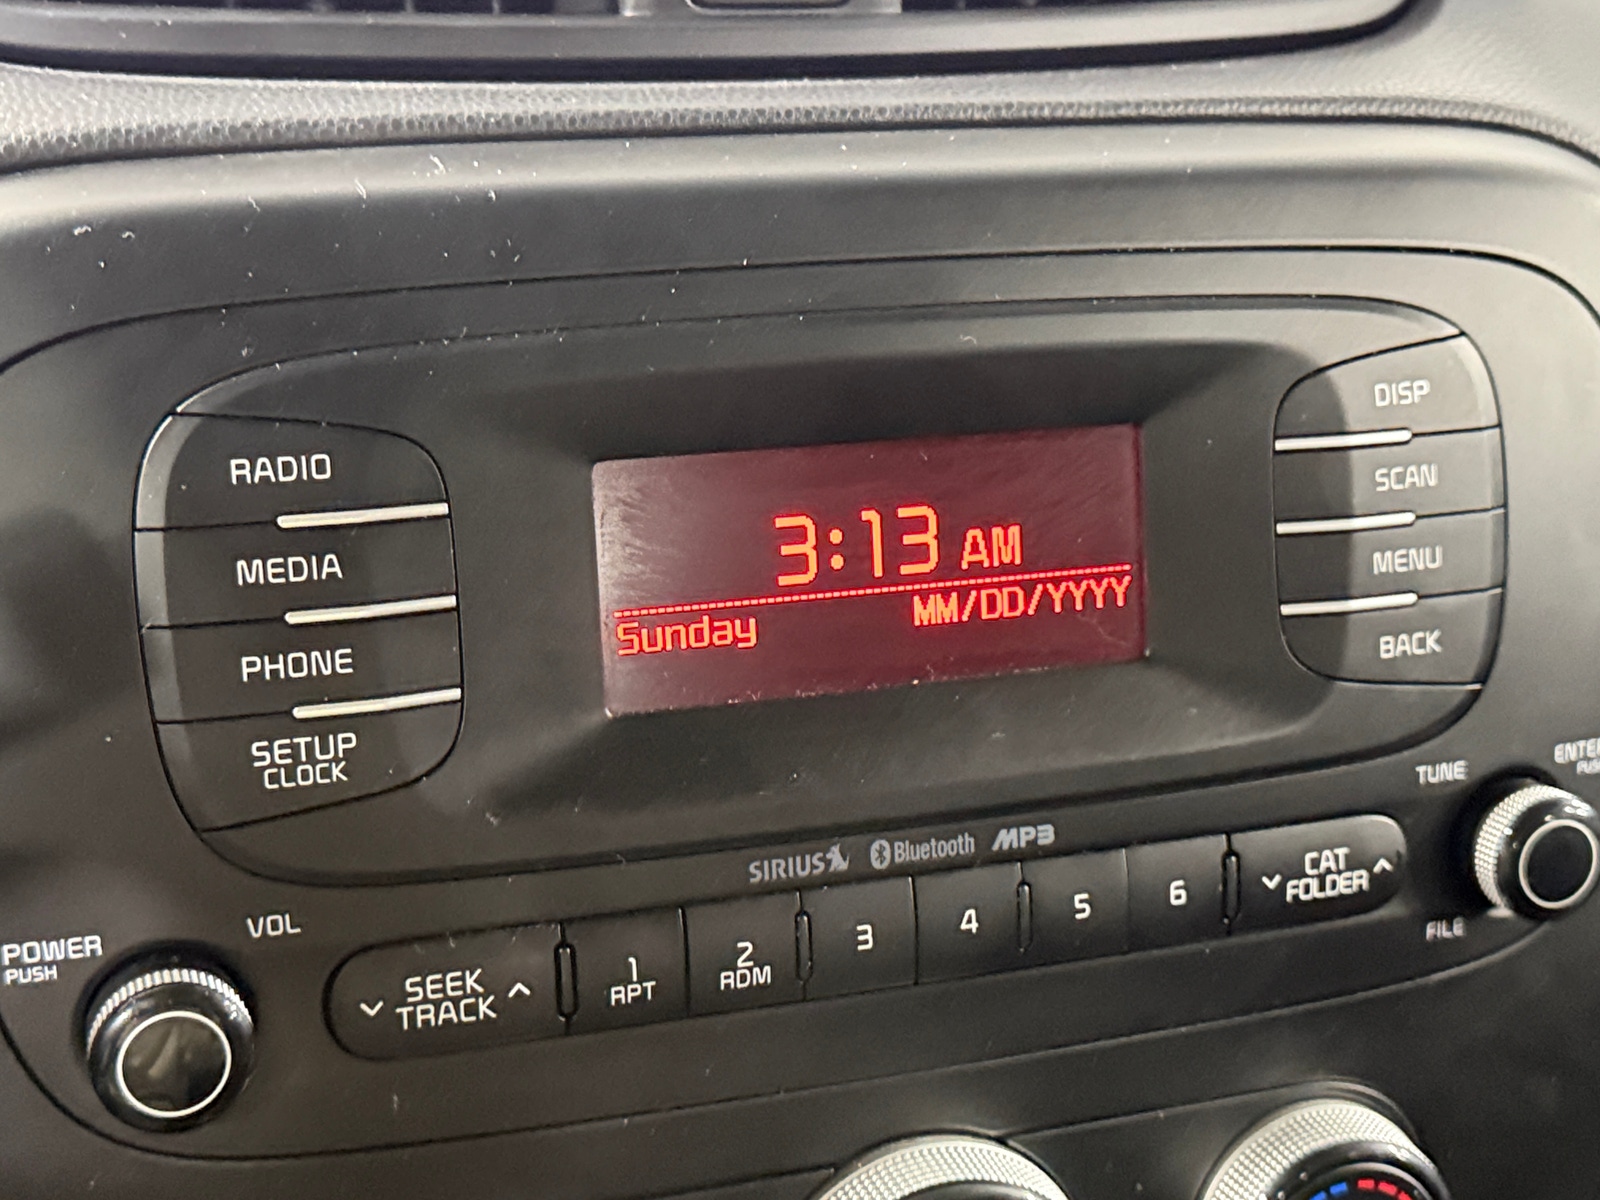 RADIO
MEDIA
PHONE
SETUP
CLOCK
3:13 AM
Sunday MM/DD/YYYY
DISP
SCAN
MENU
BACK
SIRIUS Bluetooth MP3
POWER
PUSH
VOL
SEEK
TRACK
1
RPT
2
RDM
3
4
5
6
CAT
FOLDER
TUNE
FILE